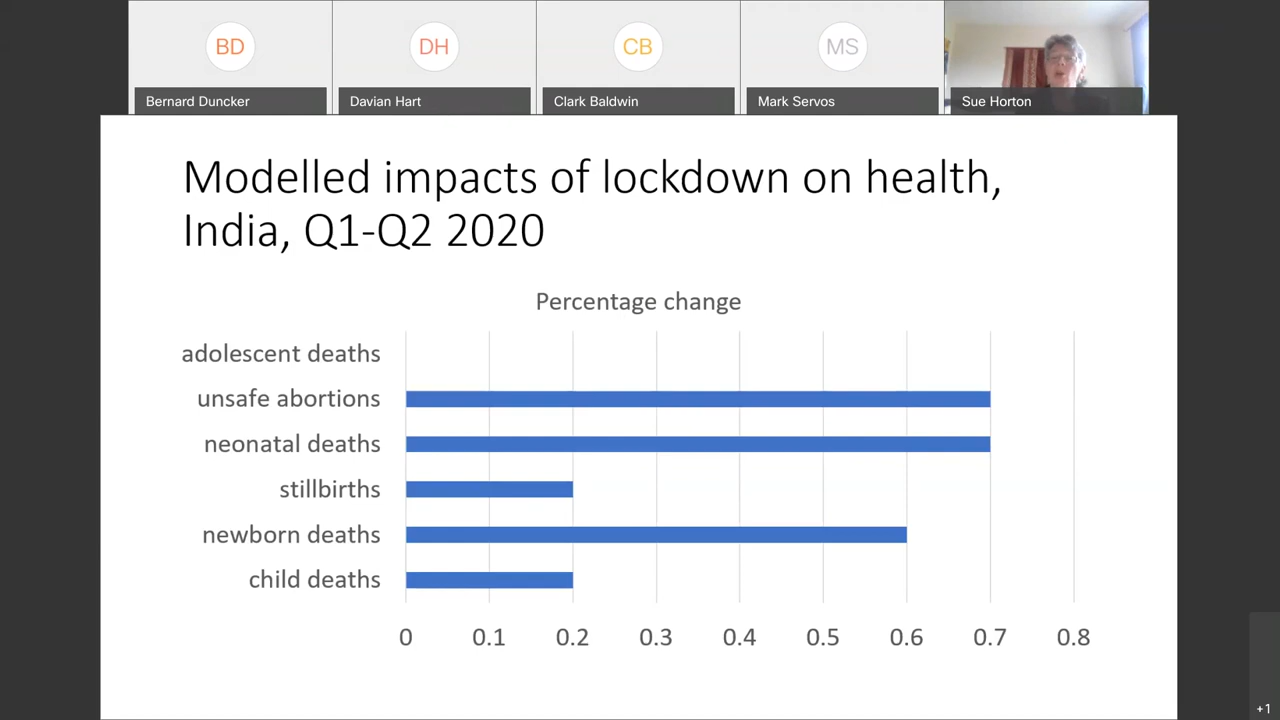 BD
DH
CB
MS
Bernard Duncker
Davian Hart
Clark Baldwin
Mark Servos
Sue Horton
Modelled impacts of lockdown on health,
India, Q1-Q2 2020
Percentage change
adolescent deaths
unsafe abortions
neonatal deaths
stillbirths
newborn deaths
child deaths
0 0.1 0.2 0.3 0.4 0.5 0.6 0.7 0.8
+1